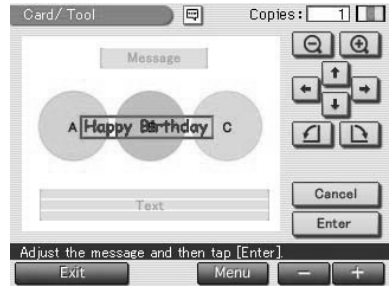 Card/Tool Copies: 1
Message
A Happy Birthday C
Text
Cancel
Enter
Adjust the message and then tap [Enter].
Exit Menu - +